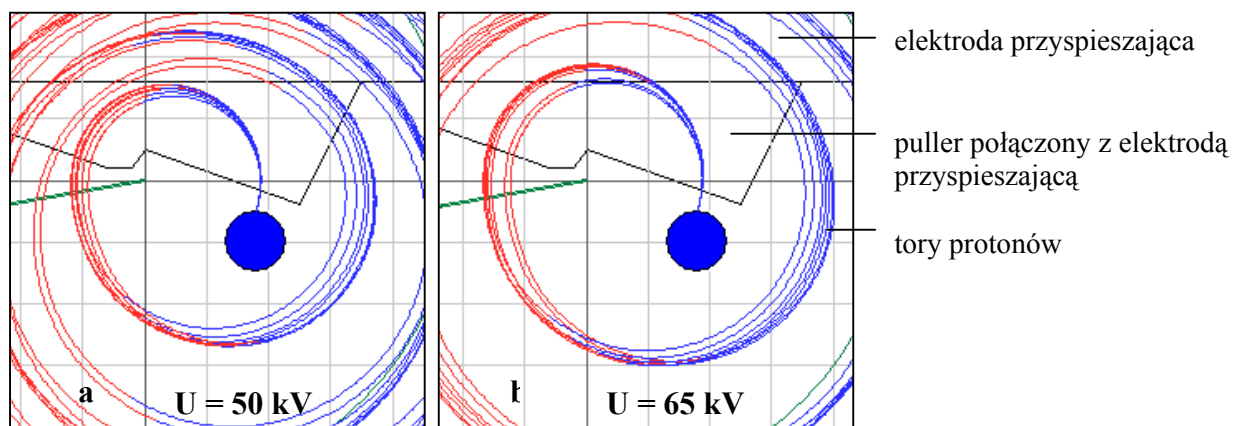 elektroda przyspieszająca
puller połączony z elektrodą
przyspieszającą
tory protonów
a
U = 50 kV
b
U = 65 kV